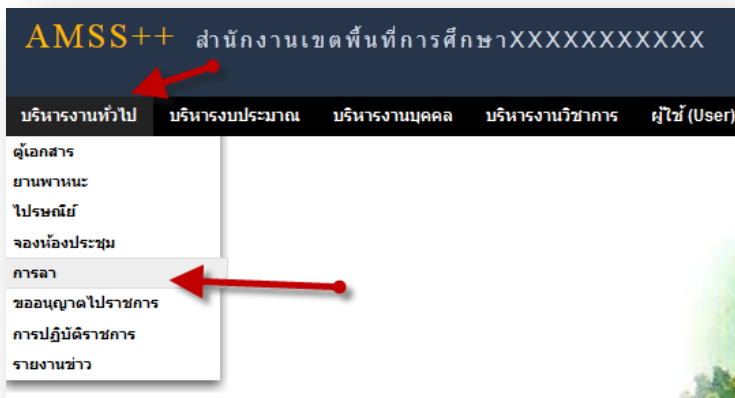 AMSS++ สำนักงานเขตพื้นที่การศึกษาXXXXXXXXXXX
บริหารงานทั่วไป บริหารงบประมาณ บริหารงานบุคคล บริหารงานวิชาการ ผู้ใช้ (User)
ตู้เอกสาร
ยานพาหนะ
ไปรษณีย์
จองห้องประชุม
การลา
ขออนุญาตไปราชการ
การปฏิบัติราชการ
รายงานข่าว